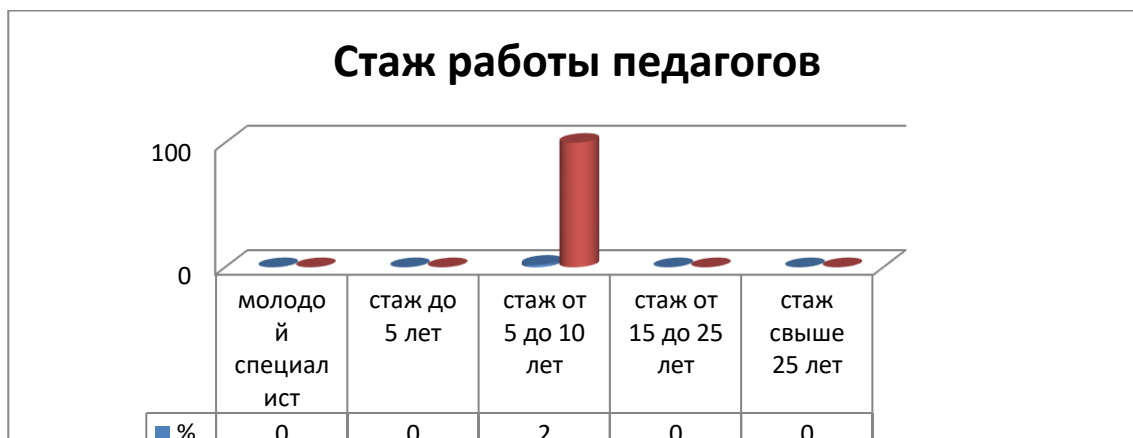 Стаж работы педагогов
100
0
молодо
й
специал
ист
стаж до
5 лет
стаж от
5 до 10
лет
стаж от
15 до 25
лет
стаж
свыше
25 лет
% 0 0 2 0 0